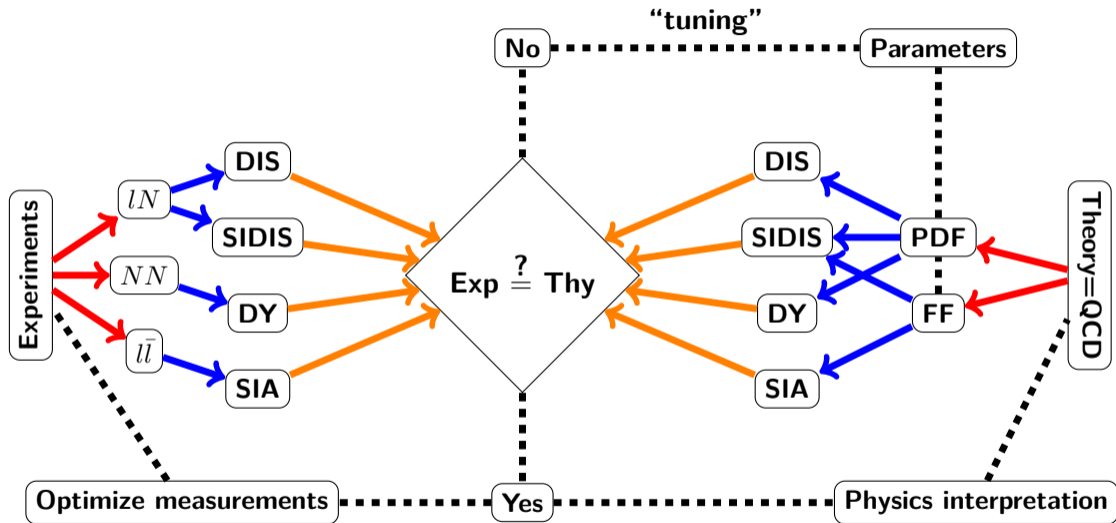 “tuning”
No
Parameters
DIS
DIS
lN
Experiments
SIDIS
SIDIS
PDF
Theory=QCD
NN
Exp ?= Thy
DY
DY
FF
ll̄
SIA
SIA
Optimize measurements
Yes
Physics interpretation